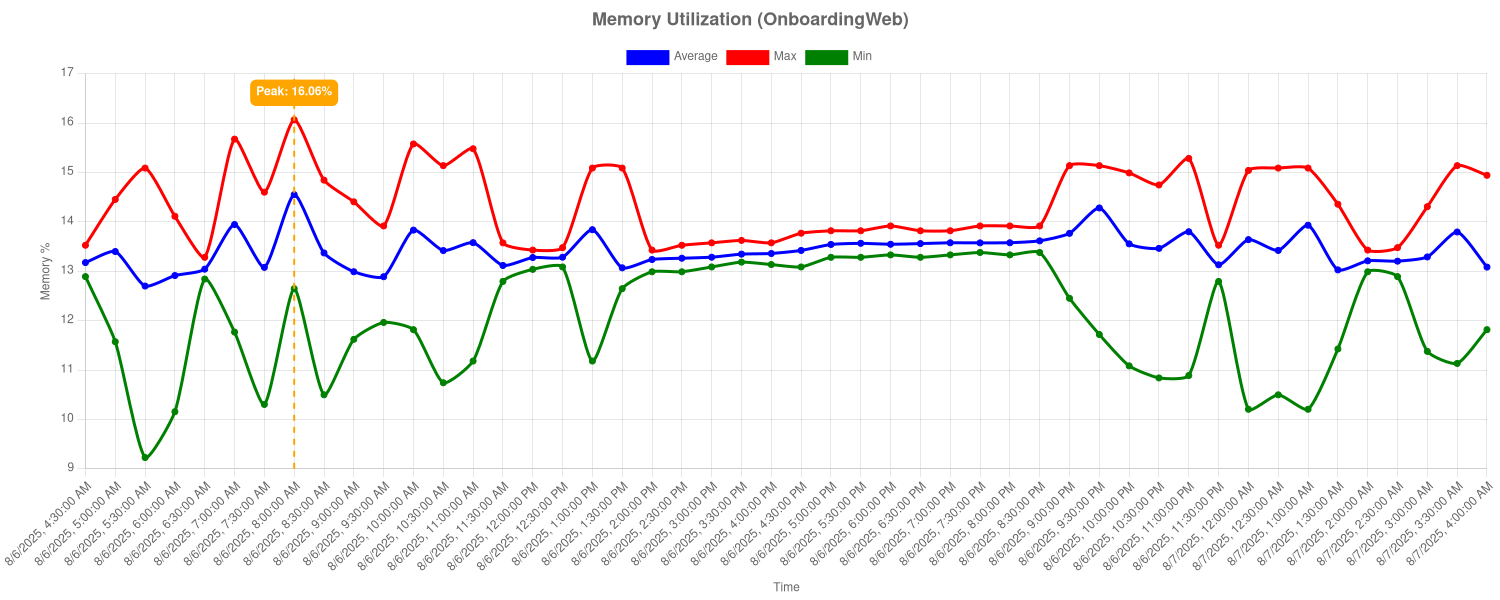 Memory Utilization (OnboardingWeb)
Average Max Min
Peak: 16.06%
17
16
15
14
13
12
11
10
9
Memory %
8/6/2025, 4:30:00 AM
8/6/2025, 5:00:00 AM
8/6/2025, 5:30:00 AM
8/6/2025, 6:00:00 AM
8/6/2025, 6:30:00 AM
8/6/2025, 7:00:00 AM
8/6/2025, 7:30:00 AM
8/6/2025, 8:00:00 AM
8/6/2025, 8:30:00 AM
8/6/2025, 9:00:00 AM
8/6/2025, 9:30:00 AM
8/6/2025, 10:00:00 AM
8/6/2025, 10:30:00 AM
8/6/2025, 11:00:00 AM
8/6/2025, 11:30:00 AM
8/6/2025, 12:00:00 PM
8/6/2025, 12:30:00 PM
8/6/2025, 1:00:00 PM
8/6/2025, 1:30:00 PM
8/6/2025, 2:00:00 PM
8/6/2025, 2:30:00 PM
8/6/2025, 3:00:00 PM
8/6/2025, 3:30:00 PM
8/6/2025, 4:00:00 PM
8/6/2025, 4:30:00 PM
8/6/2025, 5:00:00 PM
8/6/2025, 5:30:00 PM
8/6/2025, 6:00:00 PM
8/6/2025, 6:30:00 PM
8/6/2025, 7:00:00 PM
8/6/2025, 7:30:00 PM
8/6/2025, 8:00:00 PM
8/6/2025, 8:30:00 PM
8/6/2025, 9:00:00 PM
8/6/2025, 9:30:00 PM
8/6/2025, 10:00:00 PM
8/6/2025, 10:30:00 PM
8/6/2025, 11:00:00 PM
8/6/2025, 11:30:00 PM
8/7/2025, 12:00:00 AM
8/7/2025, 12:30:00 AM
8/7/2025, 1:00:00 AM
8/7/2025, 1:30:00 AM
8/7/2025, 2:00:00 AM
8/7/2025, 2:30:00 AM
8/7/2025, 3:00:00 AM
8/7/2025, 3:30:00 AM
8/7/2025, 4:00:00 AM
Time